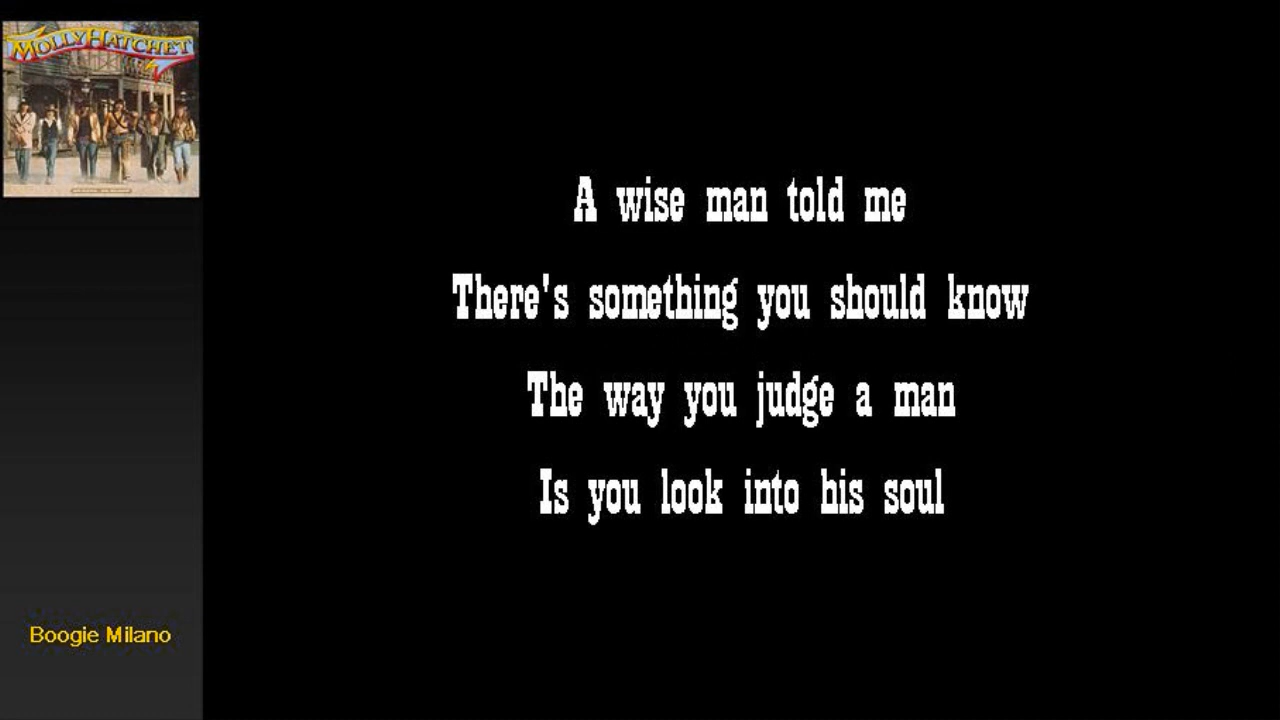 MOLLY HATCHET
A wise man told me
There's something you should know
The way you judge a man
Is you look into his soul
Boogie Milano